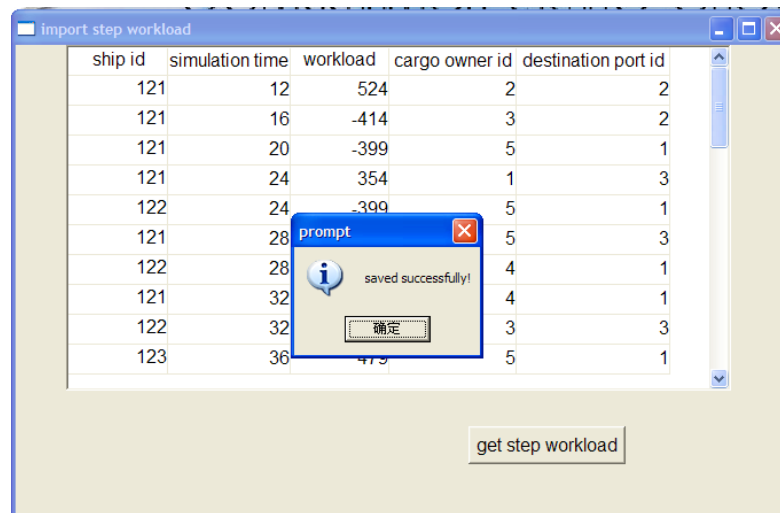 import step workload
ship id simulation time workload cargo owner id destination port id
121 12 524 2 2
121 16 -414 3 2
121 20 -399 5 1
121 24 354 1 3
122 24 -399 5 1
121 28 5 3
122 28 4 1
121 32 4 1
122 32 3 3
123 36 5 1
prompt
saved successfully!
确定
get step workload